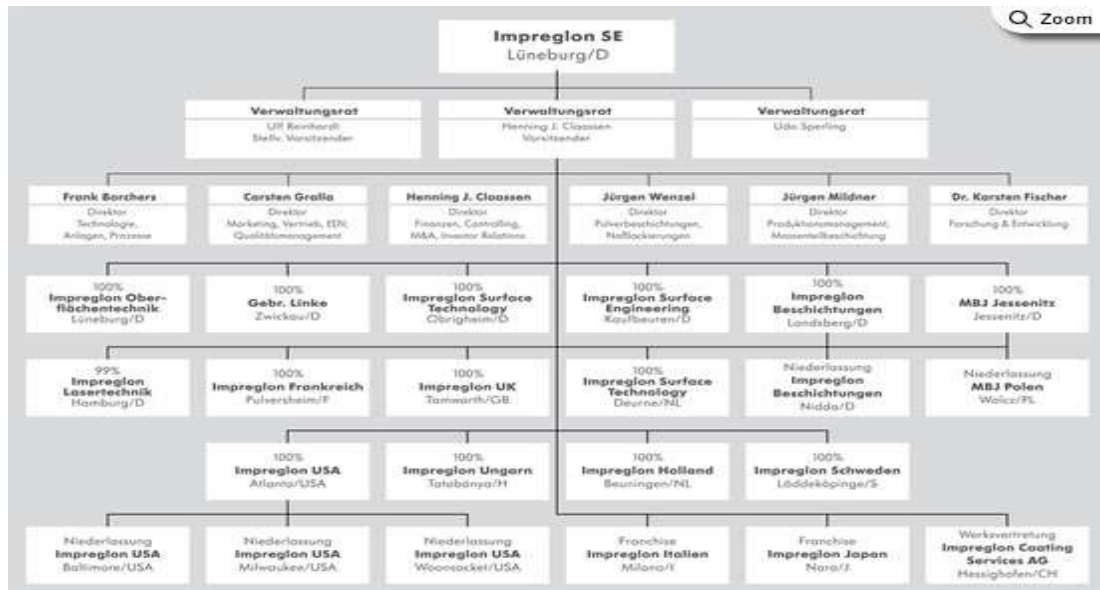 Zoom
Impreglon SE
Lüneburg/D
Verwaltungsrat
Ulf Reinhardt
Stellv. Vorsitzender
Verwaltungsrat
Henning J. Claassen
Vorsitzender
Verwaltungsrat
Udo Sperling
Frank Borchers
Direktor
Technologie,
Anlagen, Prozesse
Carsten Gralla
Direktor
Marketing, Vertrieb, EDV,
Qualitätsmanagement
Henning J. Claassen
Direktor
Finanzen, Controlling,
M&A, Investor Relations
Jürgen Wenzel
Direktor
Pulverbeschichtungen,
Naßlackierungen
Jürgen Mildner
Direktor
Produktionsmanagement,
Massenteilbeschichtung
Dr. Karsten Fischer
Direktor
Forschung & Entwicklung
100%
Impreglon Ober-
flächentechnik
Lüneburg/D
100%
Gebr. Linke
Zwickau/D
100%
Impreglon Surface
Technology
Obrigheim/D
100%
Impreglon Surface
Engineering
Kaufbeuren/D
100%
Impreglon
Beschichtungen
Landsberg/D
100%
MBJ Jessenitz
Jessenitz/D
99%
Impreglon
Lasertechnik
Hamburg/D
100%
Impreglon Frankreich
Pulversheim/F
100%
Impreglon UK
Tamworth/GB
100%
Impreglon Surface
Technology
Deurne/NL
Niederlassung
Impreglon
Beschichtungen
Nidda/D
Niederlassung
MBJ Polen
Walcz/PL
100%
Impreglon USA
Atlanta/USA
100%
Impreglon Ungarn
Tatabánya/H
100%
Impreglon Holland
Beuningen/NL
100%
Impreglon Schweden
Löddeköpinge/S
Niederlassung
Impreglon USA
Baltimore/USA
Niederlassung
Impreglon USA
Milwaukee/USA
Niederlassung
Impreglon USA
Woonsocket/USA
Franchise
Impreglon Italien
Milano/I
Franchise
Impreglon Japan
Nara/J
Werksvertretung
Impreglon Coating
Services AG
Hessighofen/CH